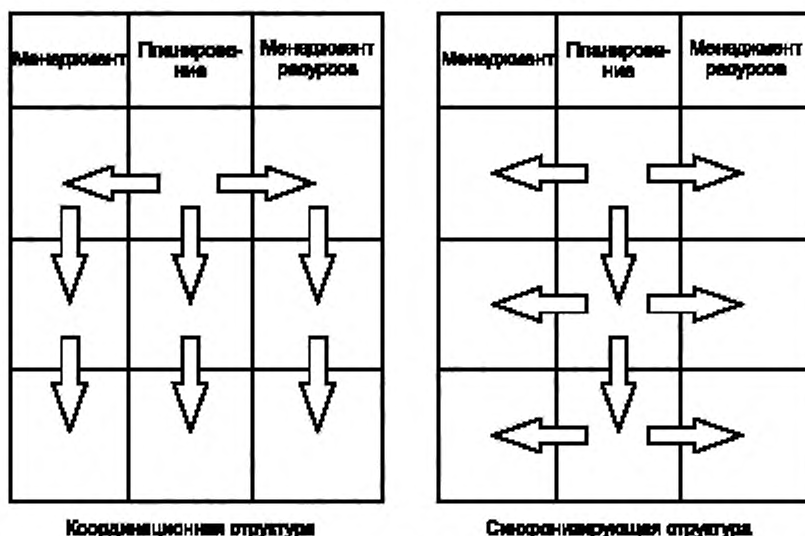 Менеджмент
Планирова-
ние
Менеджмент
ресурсов
Менеджмент
Планирова-
ние
Менеджмент
ресурсов
Координационная структура
Синхронизирующая структура